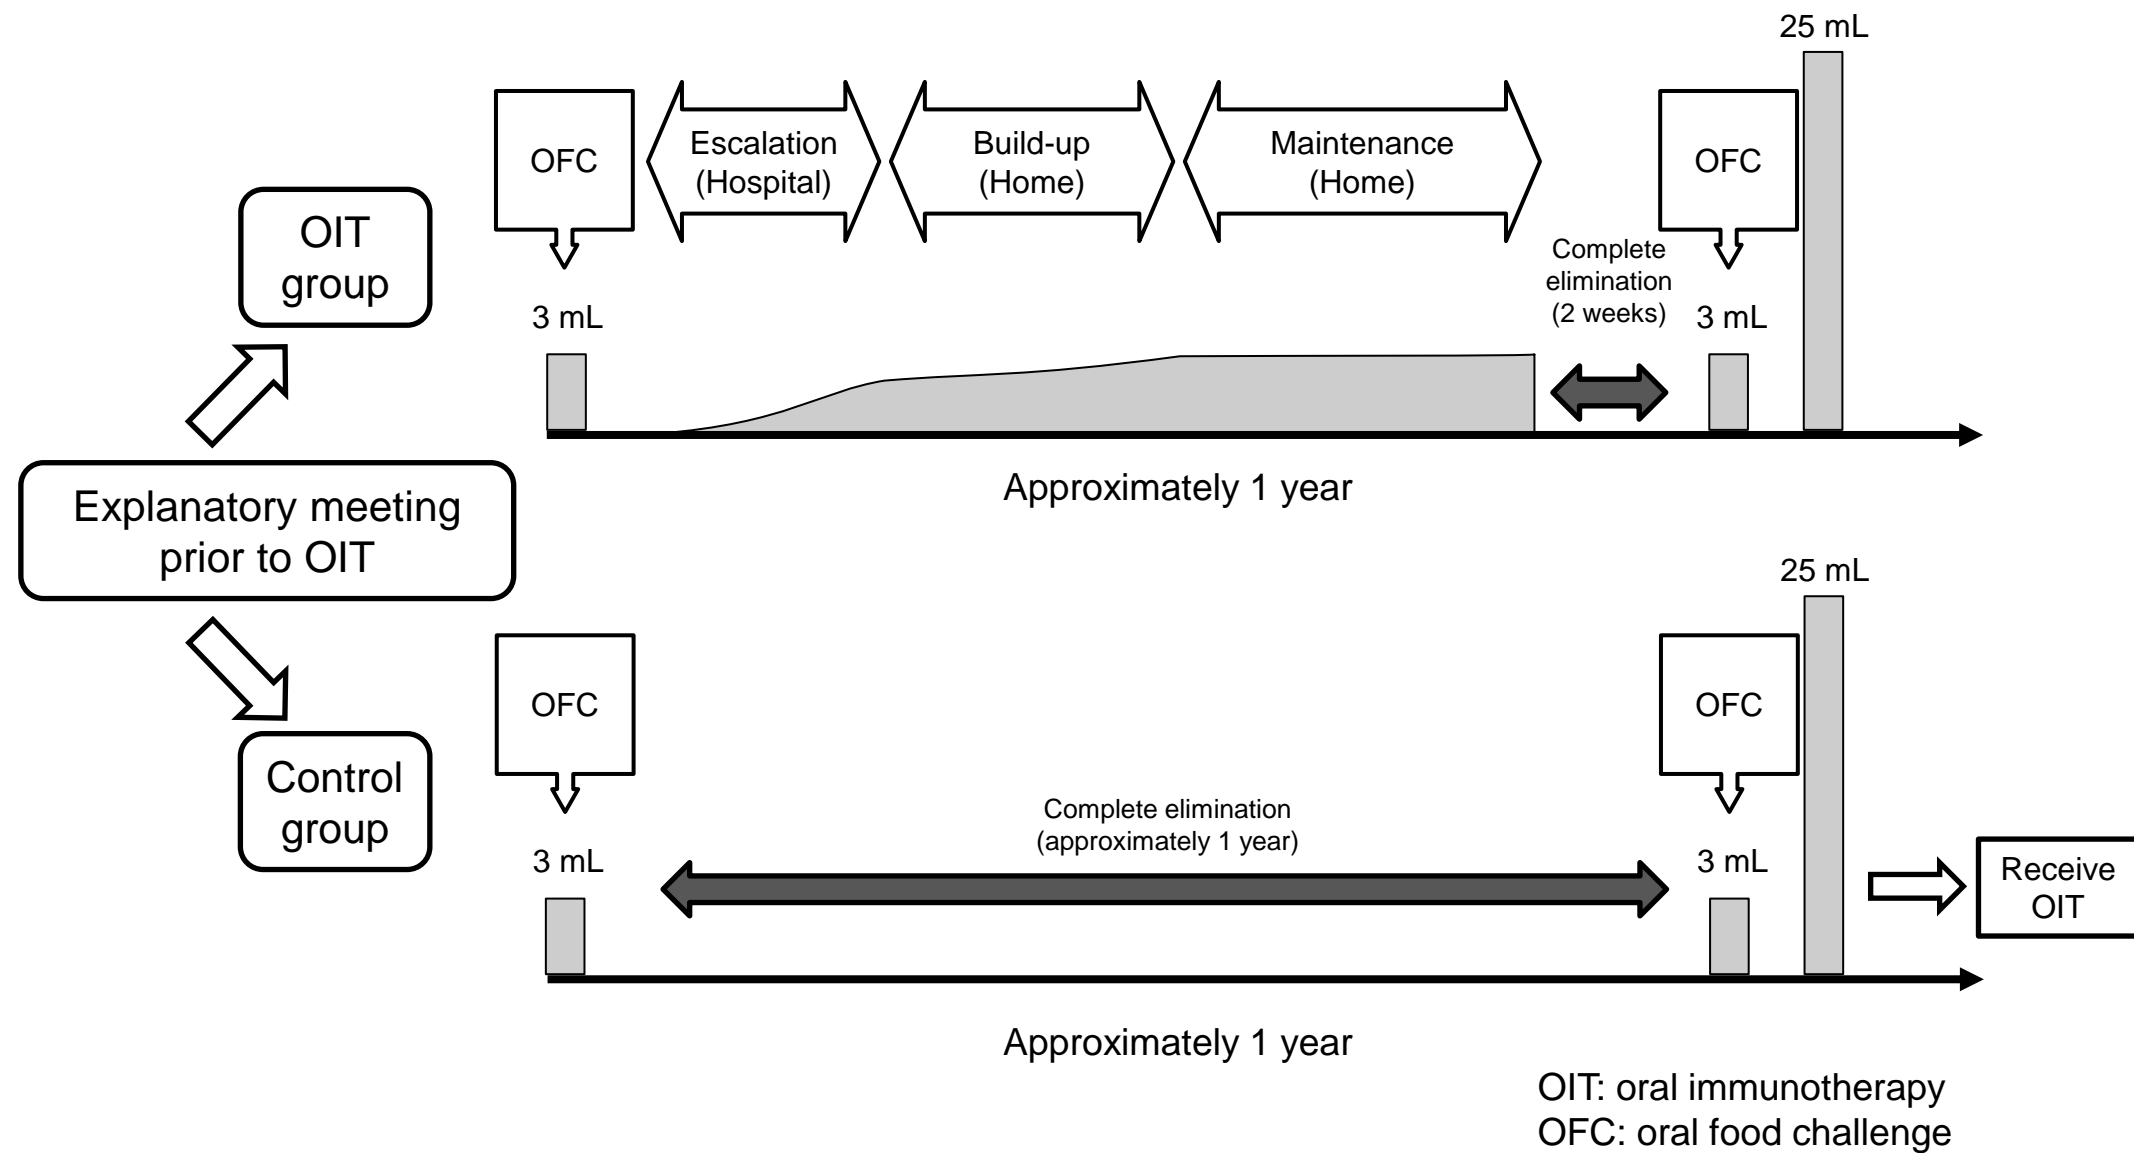 25 mL
OFC
Escalation
(Hospital)
Build-up
(Home)
Maintenance
(Home)
OFC
OIT
group
Complete
elimination
(2 weeks)
3 mL
3 mL
Approximately 1 year
Explanatory meeting
prior to OIT
25 mL
OFC
OFC
Control
group
Complete elimination
(approximately 1 year)
3 mL
3 mL
Receive
OIT
Approximately 1 year
OIT: oral immunotherapy
OFC: oral food challenge